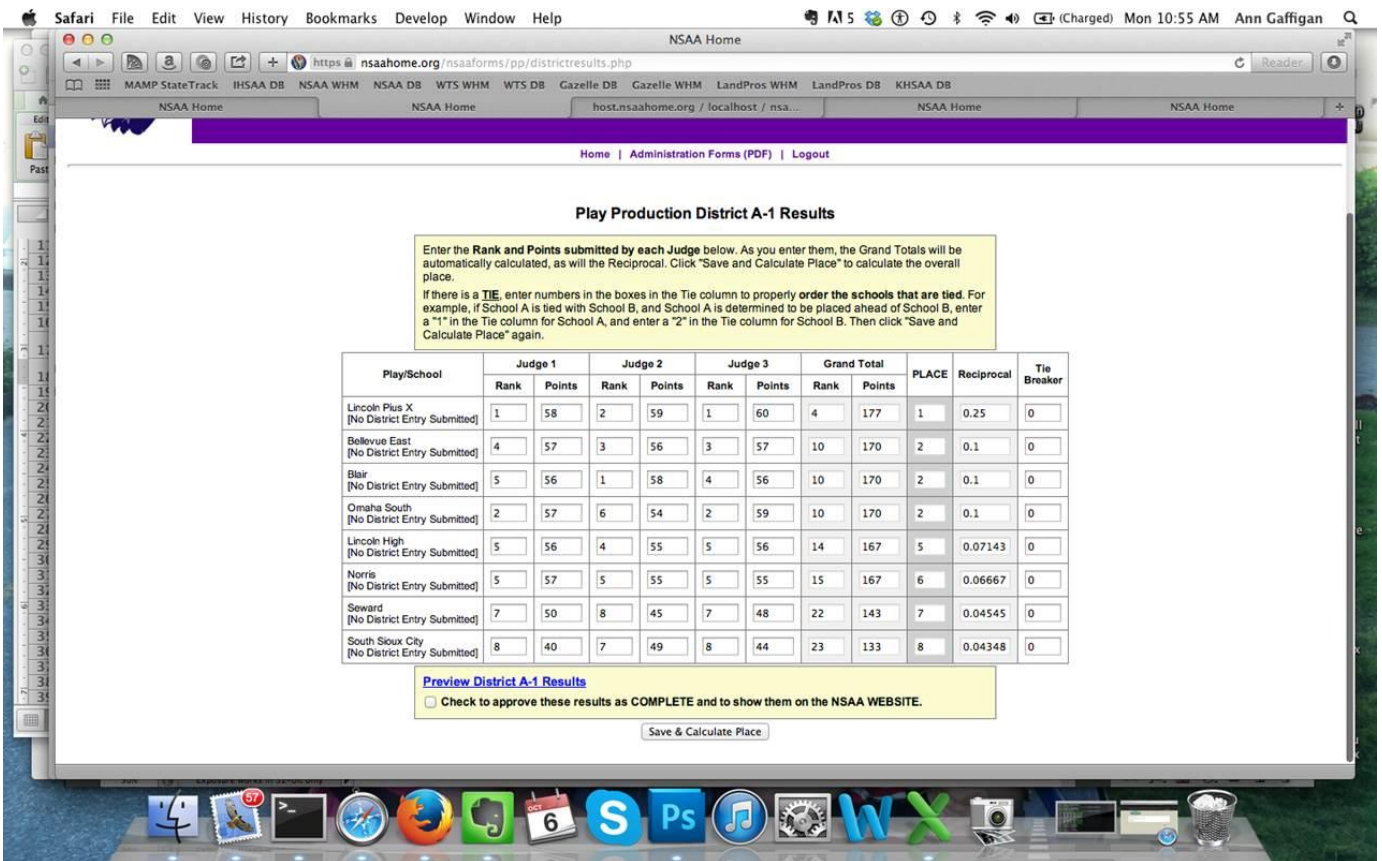 Safari File Edit View History Bookmarks Develop Window Help 5 (Charged) Mon 10:55 AM Ann Gaffigan
NSAA Home
https nsaahome.org/nsaaforms/pp/districtresults.php Reader
MAMP StateTrack IHSAA DB NSAA WHM NSAA DB WTS WHM WTS DB Gazelle DB Gazelle WHM LandPros WHM LandPros DB KHSAA DB
NSAA Home NSAA Home host.nsaahome.org / localhost / nsa... NSAA Home NSAA Home
Home | Administration Forms (PDF) | Logout
Play Production District A-1 Results
Enter the Rank and Points submitted by each Judge below. As you enter them, the Grand Totals will be
automatically calculated, as will the Reciprocal. Click "Save and Calculate Place" to calculate the overall
place.
If there is a TIE, enter numbers in the boxes in the Tie column to properly order the schools that are tied. For
example, if School A is tied with School B, and School A is determined to be placed ahead of School B, enter
a "1" in the Tie column for School A, and enter a "2" in the Tie column for School B. Then click "Save and
Calculate Place" again.
Play/School Judge 1 Judge 2 Judge 3 Grand Total PLACE Reciprocal Tie Breaker
Rank Points Rank Points Rank Points Rank Points
Lincoln Pius X
[No District Entry Submitted] 1 58 2 59 1 60 4 177 1 0.25 0
Bellevue East
[No District Entry Submitted] 4 57 3 56 3 57 10 170 2 0.1 0
Blair
[No District Entry Submitted] 5 56 1 58 4 56 10 170 2 0.1 0
Omaha South
[No District Entry Submitted] 2 57 6 54 2 59 10 170 2 0.1 0
Lincoln High
[No District Entry Submitted] 5 56 4 55 5 56 14 167 5 0.07143 0
Norris
[No District Entry Submitted] 5 57 5 55 5 55 15 167 6 0.06667 0
Seward
[No District Entry Submitted] 7 50 8 45 7 48 22 143 7 0.04545 0
South Sioux City
[No District Entry Submitted] 8 40 7 49 8 44 23 133 8 0.04348 0
Preview District A-1 Results
Check to approve these results as COMPLETE and to show them on the NSAA WEBSITE.
Save & Calculate Place
57
OCT
6
Ps